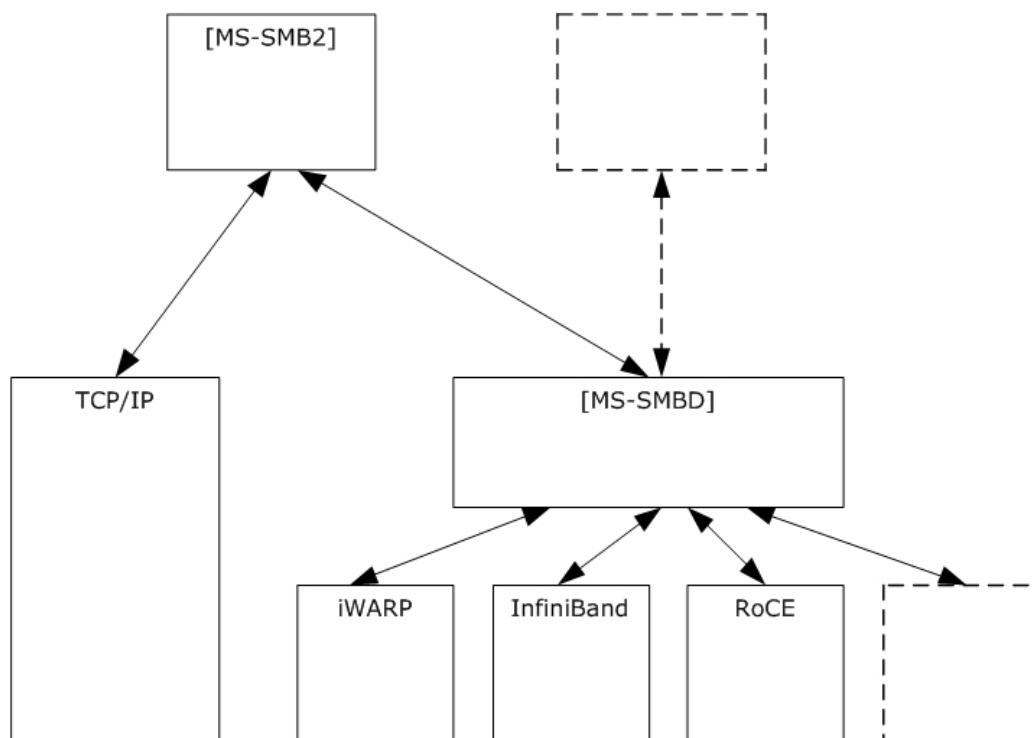 [MS-SMB2]
TCP/IP
[MS-SMBD]
iWARP
InfiniBand
RoCE